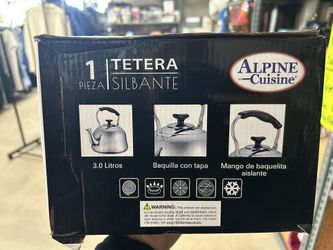 1
PIEZA
TETERA
SILBANTE
ALPINE
Cuisine
3.0 Litros
Baquilla con tapa
Mango de baquelita
aislante
WARNING: